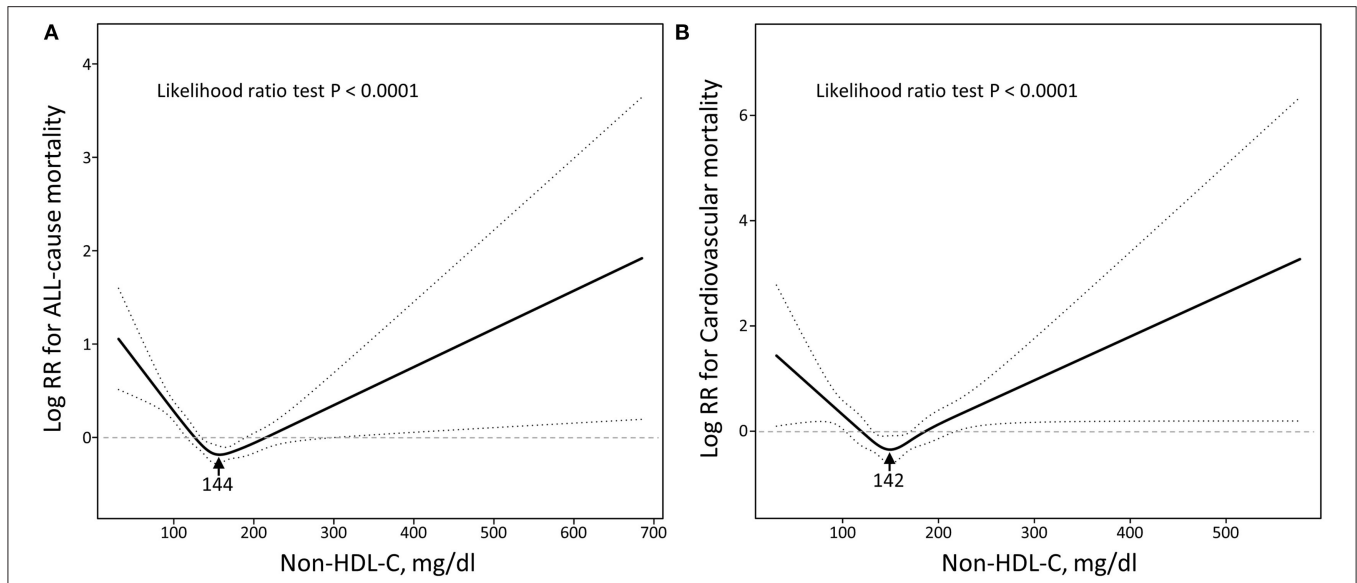 A
Likelihood ratio test P < 0.0001
Log RR for ALL-cause mortality
4
3
2
1
0
144
100 200 300 400 500 600 700
Non-HDL-C, mg/dl
B
Likelihood ratio test P < 0.0001
Log RR for Cardiovascular mortality
6
4
2
0
142
100 200 300 400 500
Non-HDL-C, mg/dl